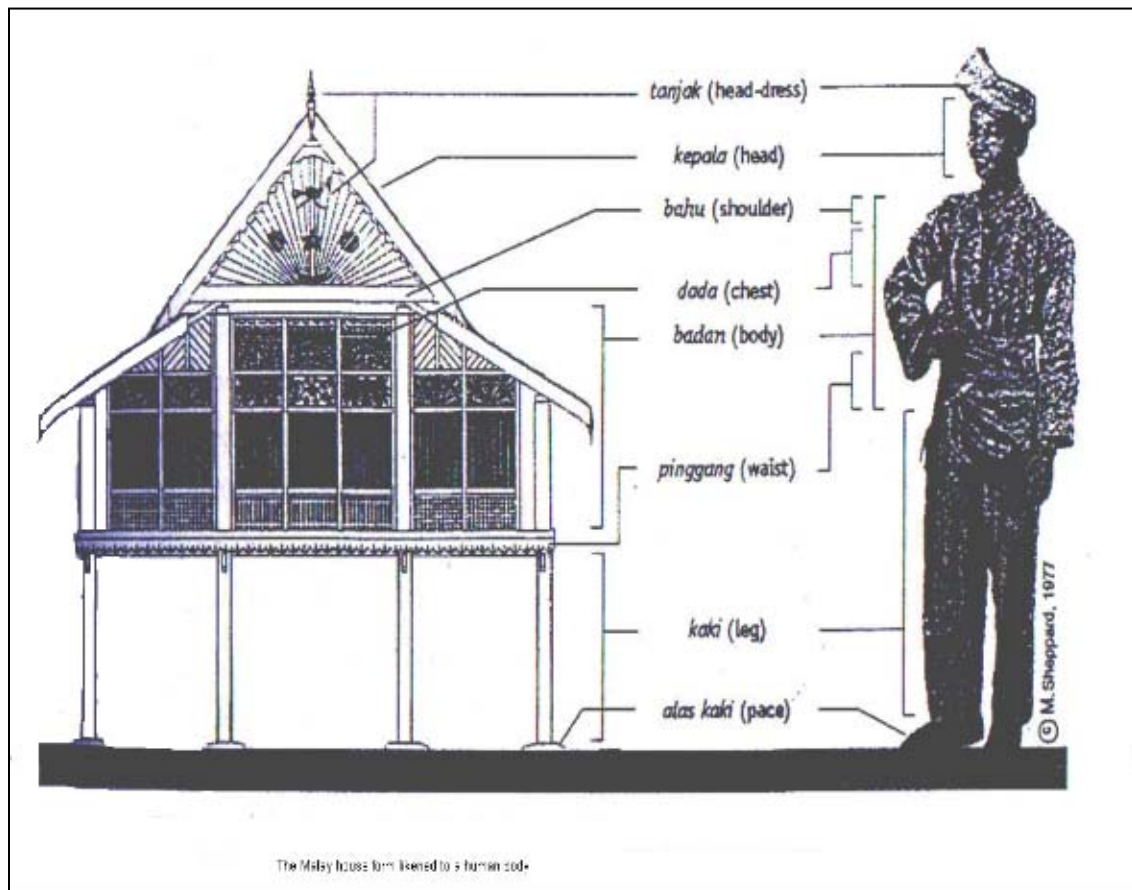 tanjak (head-dress)
kepala (head)
bahu (shoulder)
dada (chest)
badan (body)
pinggang (waist)
kaki (leg)
alas kaki (pace)
© M. Sheppard, 1977
The Malay house form likened to a human body